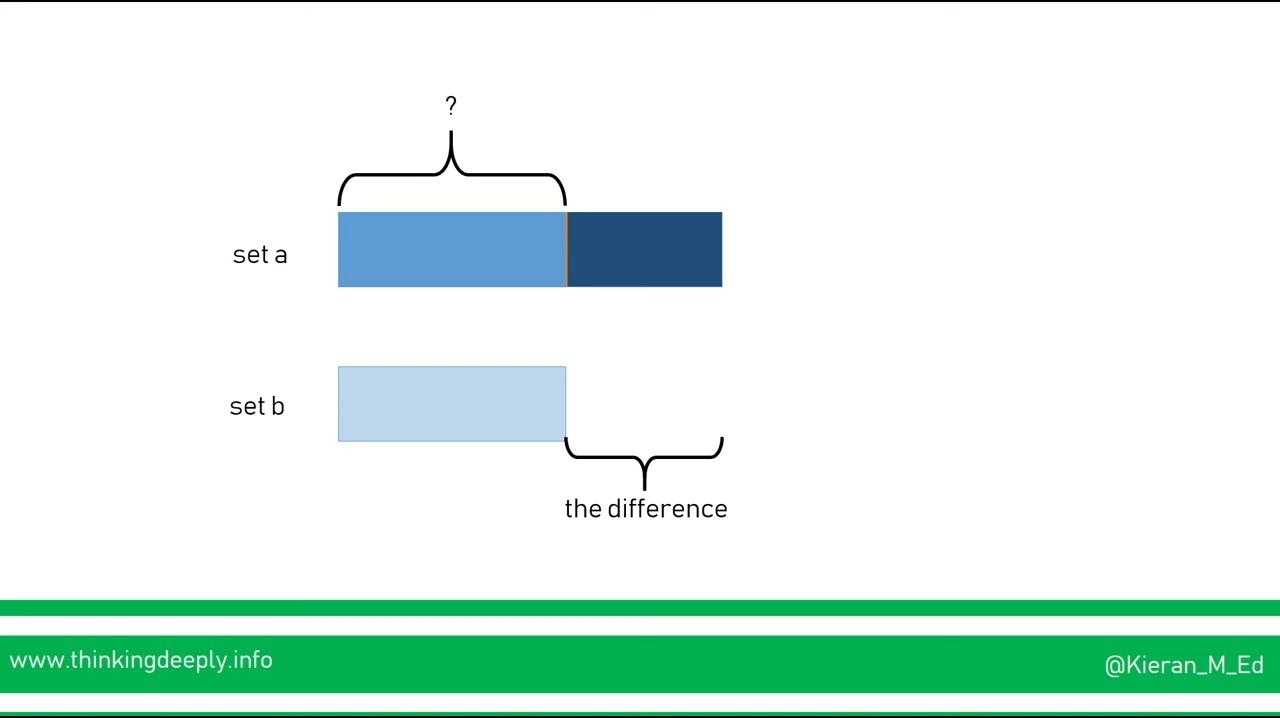 ?
set a
set b
the difference
www.thinkingdeeply.info
@Kieran_M_Ed